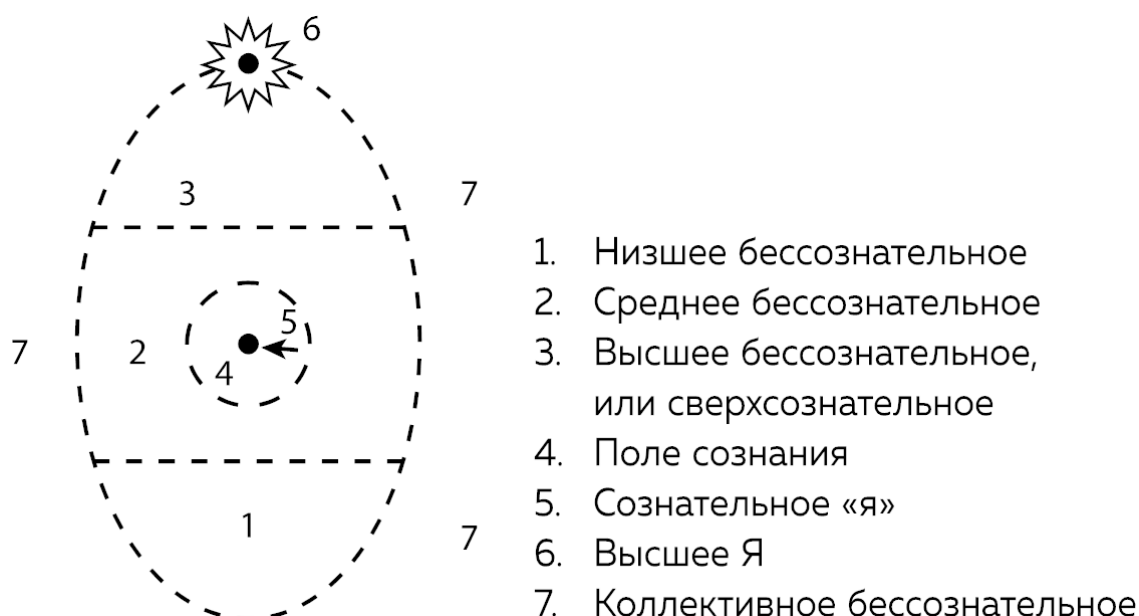 6
3
7
5
7
2
4
1
7
1. Низшее бессознательное
2. Среднее бессознательное
3. Высшее бессознательное,
или сверхсознательное
4. Поле сознания
5. Сознательное «я»
6. Высшее Я
7. Коллективное бессознательное